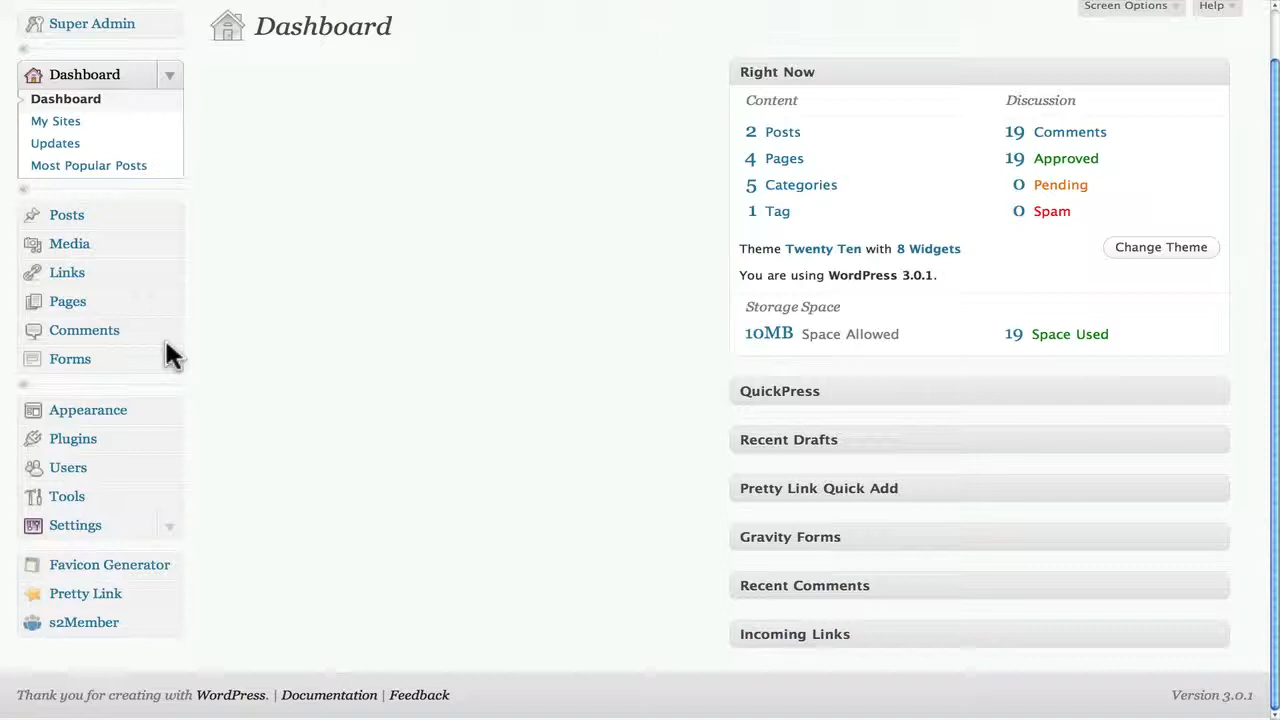 Super Admin
Dashboard
Screen Options
Help
Dashboard
Dashboard
My Sites
Updates
Most Popular Posts
Posts
Media
Links
Pages
Comments
Forms
Appearance
Plugins
Users
Tools
Settings
Favicon Generator
Pretty Link
s2Member
Right Now
Content
Discussion
2 Posts
19 Comments
4 Pages
19 Approved
5 Categories
0 Pending
1 Tag
0 Spam
Theme Twenty Ten with 8 Widgets
Change Theme
You are using WordPress 3.0.1.
Storage Space
10MB Space Allowed
19 Space Used
QuickPress
Recent Drafts
Pretty Link Quick Add
Gravity Forms
Recent Comments
Incoming Links
Thank you for creating with WordPress. | Documentation | Feedback
Version 3.0.1